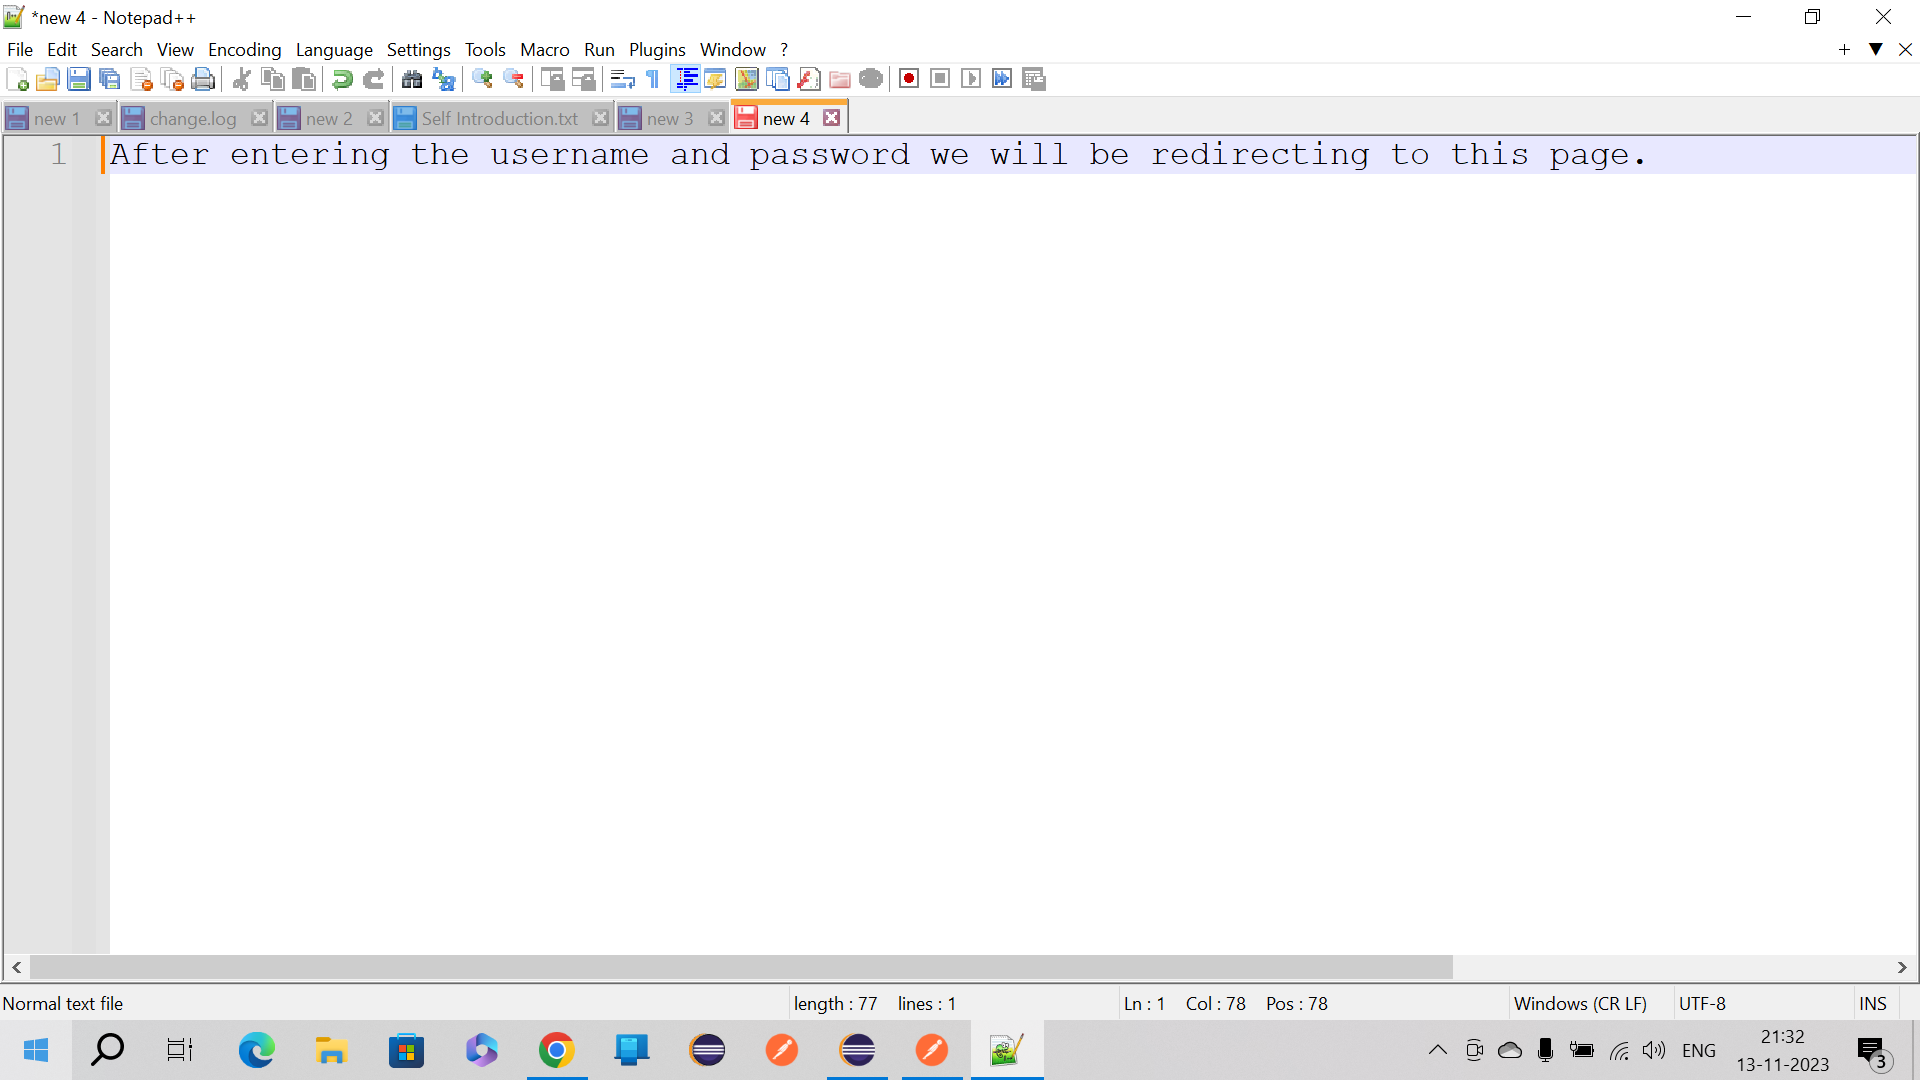 *new 4 - Notepad++
File Edit Search View Encoding Language Settings Tools Macro Run Plugins Window ?
new 1 change.log new 2 Self Introduction.txt new 3 new 4
1 After entering the username and password we will be redirecting to this page.
Normal text file length : 77 lines : 1 Ln : 1 Col : 78 Pos : 78 Windows (CR LF) UTF-8 INS
ENG 21:32
13-11-2023 3